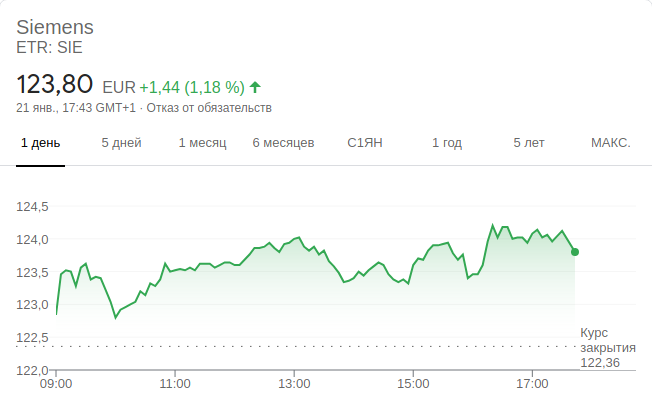 Siemens
ETR: SIE
123,80 EUR +1,44 (1,18 %)
21 янв., 17:43 GMT+1 · Отказ от обязательств
1 день 5 дней 1 месяц 6 месяцев С1ЯН 1 год 5 лет МАКС.
124,5
124,0
123,5
123,0
122,5
122,0
Курс
закрытия
122,36
09:00 11:00 13:00 15:00 17:00